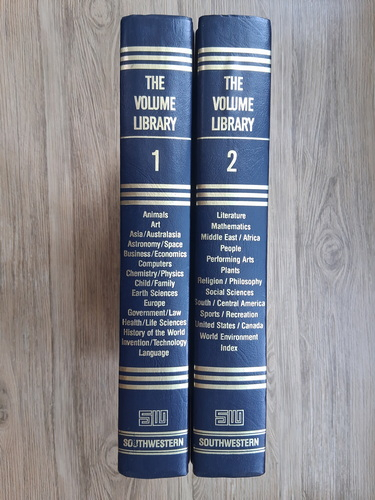 THE
VOLUME
LIBRARY
1
Animals
Art
Asia/Australasia
Astronomy/Space
Business/Economics
Computers
Chemistry/Physics
Child/Family
Earth Sciences
Europe
Government/Law
Health/Life Sciences
History of the World
Invention/Technology
Language
SW
SOUTHWESTERN
THE
VOLUME
LIBRARY
2
Literature
Mathematics
Middle East/Africa
People
Performing Arts
Plants
Religion/Philosophy
Social Sciences
South/Central America
Sports/Recreation
United States/Canada
World Environment
Index
SW
SOUTHWESTERN